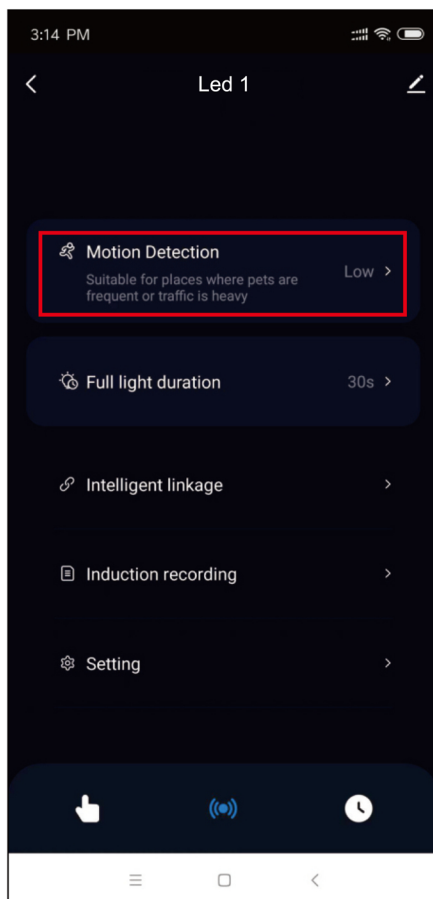 3:14 PM
Led 1
Motion Detection
Suitable for places where pets are
frequent or traffic is heavy
Low
Full light duration
30s
Intelligent linkage
Induction recording
Setting